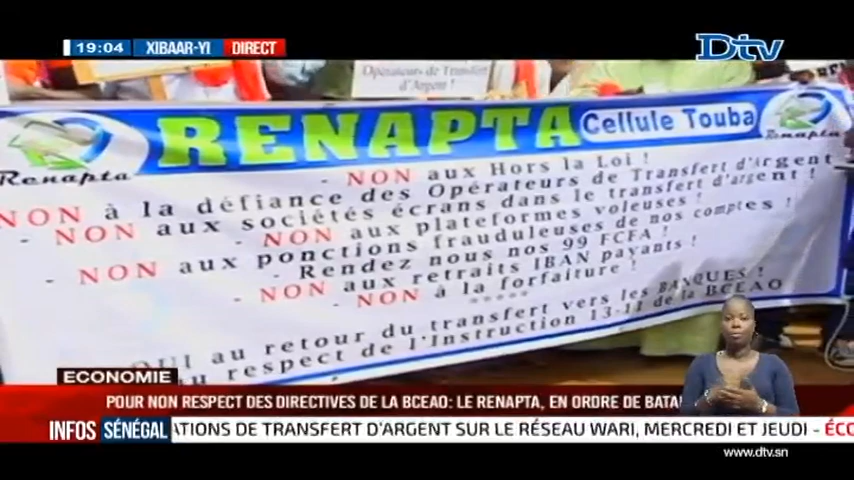 19:04 XIBAAR-YI DIRECT
DTV
Opérateurs de Transfert
d'Argent !
RENAPTA Cellule Touba
Renapta
Renapta
- NON AUX HORS LA LOI !
NON à la défiance des Opérateurs de Transfert d'Argent
- NON aux sociétés écrans dans le transfert d'argent !
- NON aux plateformes voleuses !
- NON aux ponctions frauduleuses de nos comptes !
- Rendez nous nos 99 FCFA !
- NON aux retraits IBAN payants !
- NON à la forfaiture !
*****
OUI au retour du transfert vers les BANQUES !
au respect de l'Instruction 13-11 de la BCEAO
ECONOMIE
POUR NON RESPECT DES DIRECTIVES DE LA BCEAO: LE RENAPTA, EN ORDRE DE
INFOS SÉNÉGAL ATIONS DE TRANSFERT D'ARGENT SUR LE RÉSEAU WARI, MERCREDI ET JEUDI - ÉCO
www.dtv.sn